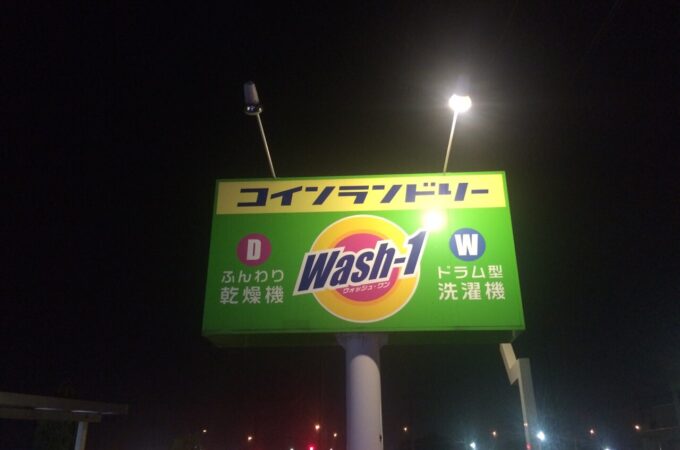 コインランドリー
D
ふんわり
乾燥機
Wash-1
ウォッシュ・ワン
W
ドラム型
洗濯機